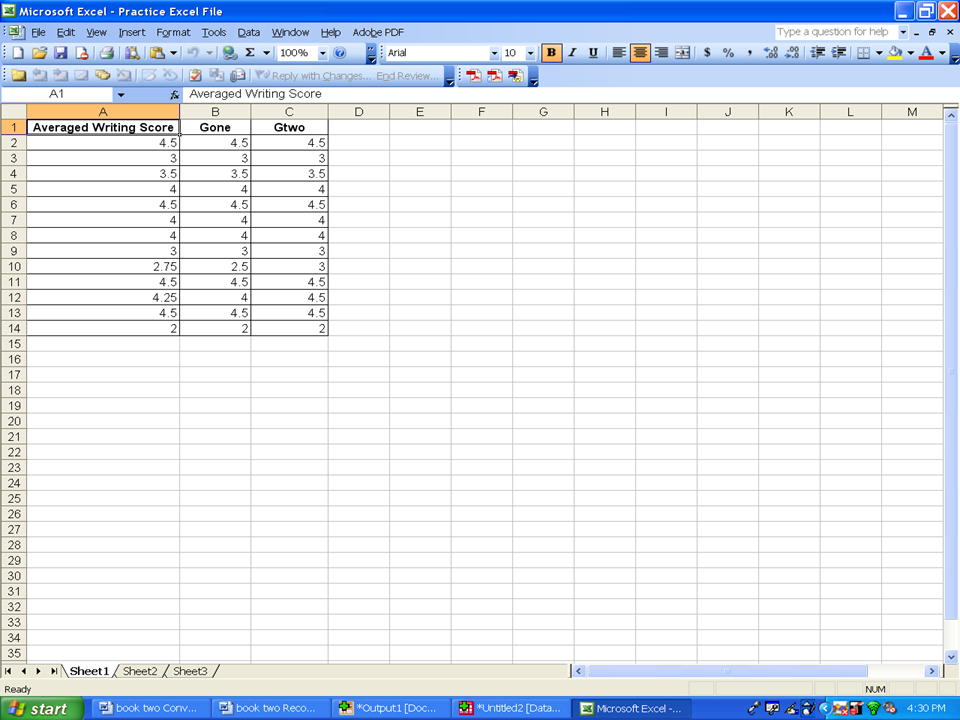 Microsoft Excel - Practice Excel File
File Edit View Insert Format Tools Data Window Help Adobe PDF Type a question for help
100% Arial 10 B I U $ % ,
Reply with Changes... End Review...
A1 fx Averaged Writing Score
A B C D E F G H I J K L M
1 Averaged Writing Score Gone Gtwo
2 4.5 4.5 4.5
3 3 3 3
4 3.5 3.5 3.5
5 4 4 4
6 4.5 4.5 4.5
7 4 4 4
8 4 4 4
9 3 3 3
10 2.75 2.5 3
11 4.5 4.5 4.5
12 4.25 4 4.5
13 4.5 4.5 4.5
14 2 2 2
15
16
17
18
19
20
21
22
23
24
25
26
27
28
29
30
31
32
33
34
35
Sheet1 Sheet2 Sheet3
Ready NUM
start book two Conv... book two Reco... *Output1 [Doc... *Untitled2 [Data... Microsoft Excel -... 4:30 PM